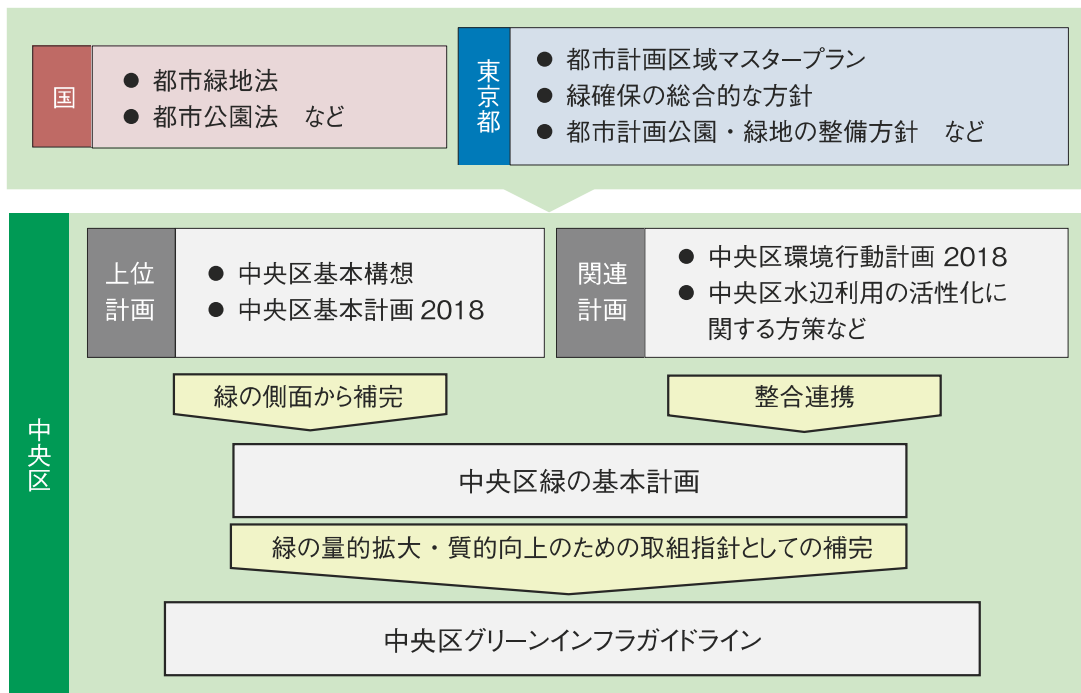 国
● 都市緑地法
● 都市公園法　など
東京都
● 都市計画区域マスタープラン
● 緑確保の総合的な方針
● 都市計画公園・緑地の整備方針　など
中央区
上位
計画
● 中央区基本構想
● 中央区基本計画 2018
関連
計画
● 中央区環境行動計画 2018
● 中央区水辺利用の活性化に
関する方策など
緑の側面から補完
整合連携
中央区緑の基本計画
緑の量的拡大・質的向上のための取組指針としての補完
中央区グリーンインフラガイドライン